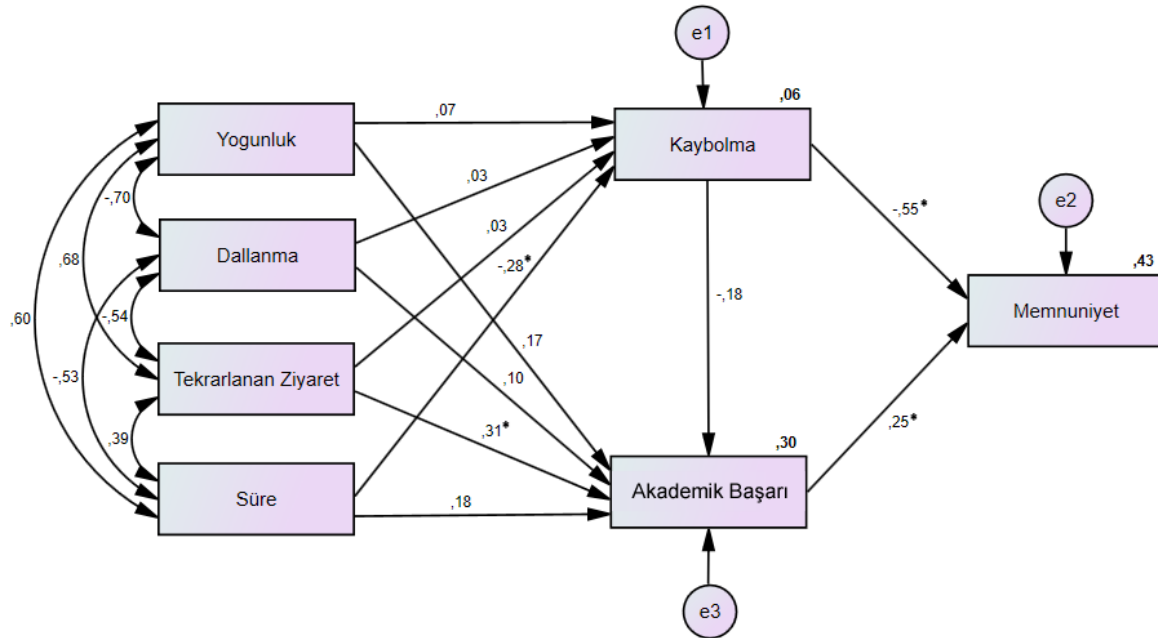 e1
,06
Yogunluk
,07
Kaybolma
,03
-,70
-,55*
e2
Dallanma
,03
,68
-,28*
,43
-,18
Memnuniyet
-,54
,60
,17
Tekrarlanan Ziyaret
-,53
,10
,31*
,25*
,39
,30
Süre
,18
Akademik Başarı
e3